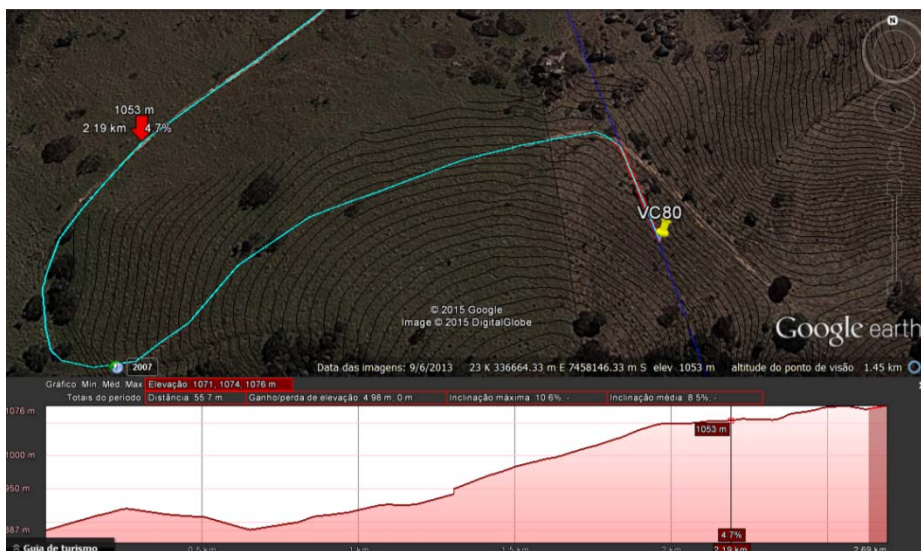 N
1053 m
2.19 km 4.7%
VC80
© 2015 Google
Image © 2015 DigitalGlobe
Google earth
2007
Data das imagens: 9/6/2013 23 K 336664.33 m E 7458146.33 m S elev 1053 m altitude do ponto de visão 1.45 km
Gráfico Mín. Méd. Máx Elevação: 1071, 1074, 1076 m
Totais do período Distância: 55.7 m Ganho/perda de elevação 4.98 m, 0 m Inclinação máxima 10.6%, - Inclinação média: 8.5%, -
1076 m
1053 m
1000 m
950 m
887 m
4.7%
Guia de turismo 0.5 km 1 km 1.5 km 2 km 2.19 km 2.69 km